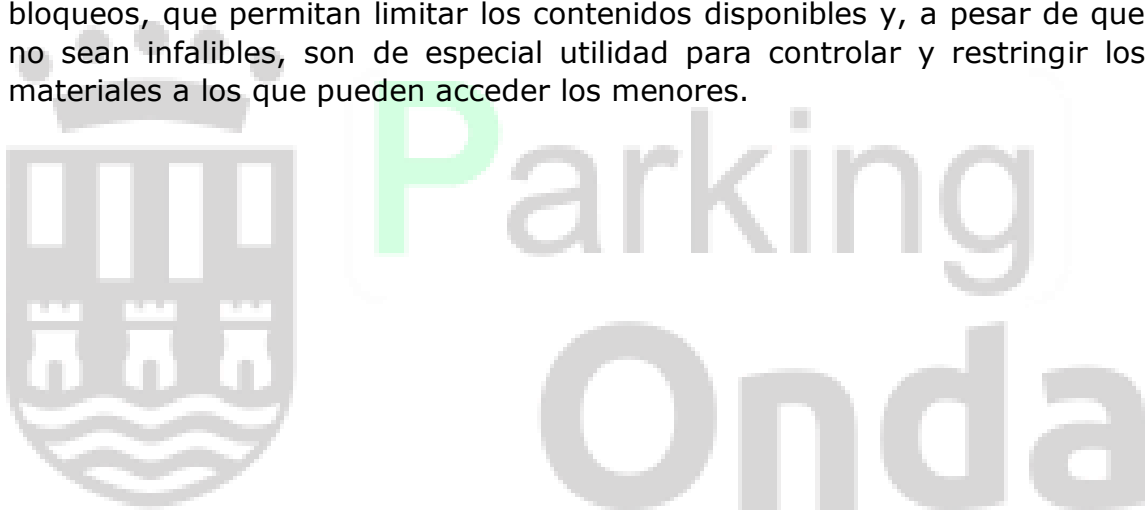 bloqueos, que permitan limitar los contenidos disponibles y, a pesar de que
no sean infalibles, son de especial utilidad para controlar y restringir los
materiales a los que pueden acceder los menores.
Parking
Onda